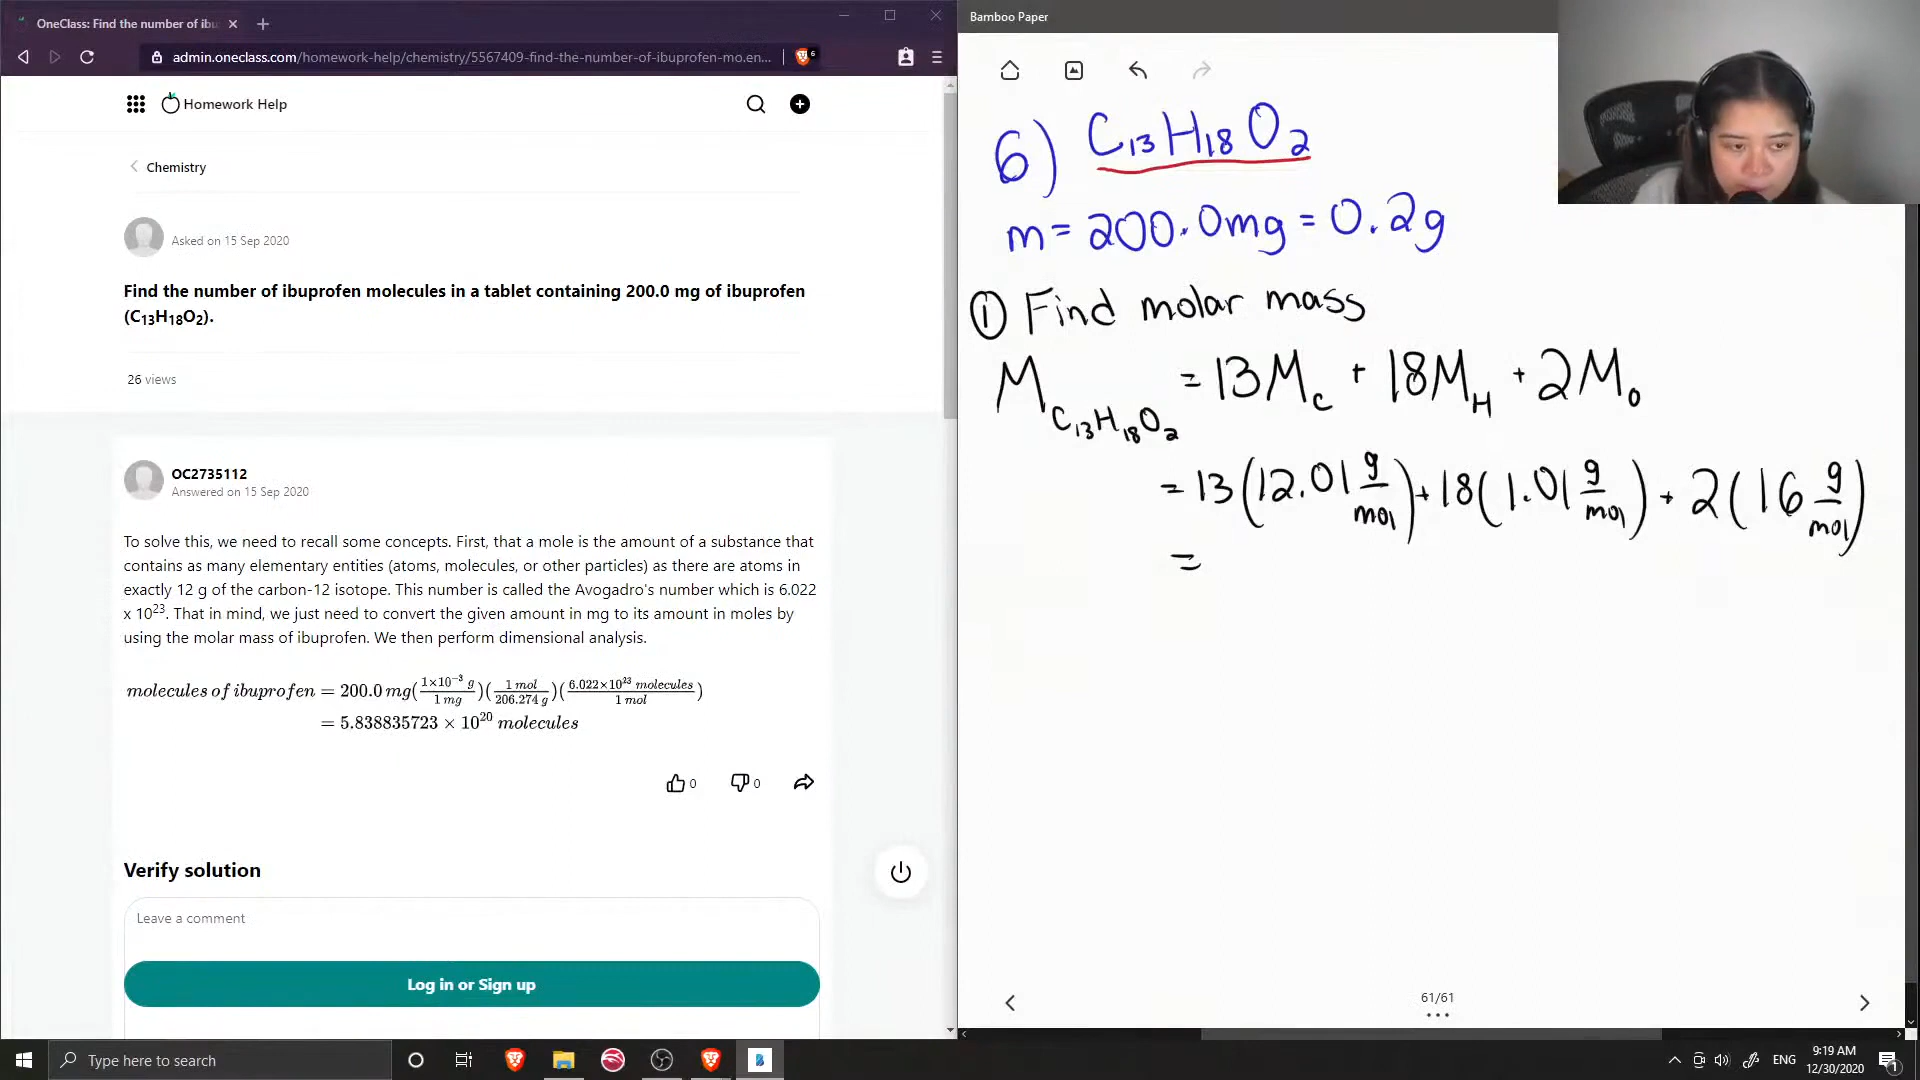 OneClass: Find the number of ibu
admin.oneclass.com/homework-help/chemistry/5567409-find-the-number-of-ibuprofen-mo.en...
6
Homework Help
Chemistry
Asked on 15 Sep 2020
Find the number of ibuprofen molecules in a tablet containing 200.0 mg of ibuprofen
(C₁₃H₁₈O₂).
26 views
OC2735112
Answered on 15 Sep 2020
To solve this, we need to recall some concepts. First, that a mole is the amount of a substance that
contains as many elementary entities (atoms, molecules, or other particles) as there are atoms in
exactly 12 g of the carbon-12 isotope. This number is called the Avogadro's number which is 6.022
x 10²³. That in mind, we just need to convert the given amount in mg to its amount in moles by
using the molar mass of ibuprofen. We then perform dimensional analysis.
molecules of ibuprofen = 200.0 mg(1×10⁻³ g / 1 mg)(1 mol / 206.274 g)(6.022×10²³ molecules / 1 mol)
= 5.838835723 × 10²⁰ molecules
0 0
Verify solution
Leave a comment
Log in or Sign up
Bamboo Paper
6) C₁₃H₁₈O₂
m = 200.0mg = 0.2g
① Find molar mass
M C₁₃H₁₈O₂ = 13M_C + 18M_H + 2M_O
= 13(12.01 g/mol) + 18(1.01 g/mol) + 2(16 g/mol)
=
61/61
Type here to search
ENG
9:19 AM
12/30/2020
1